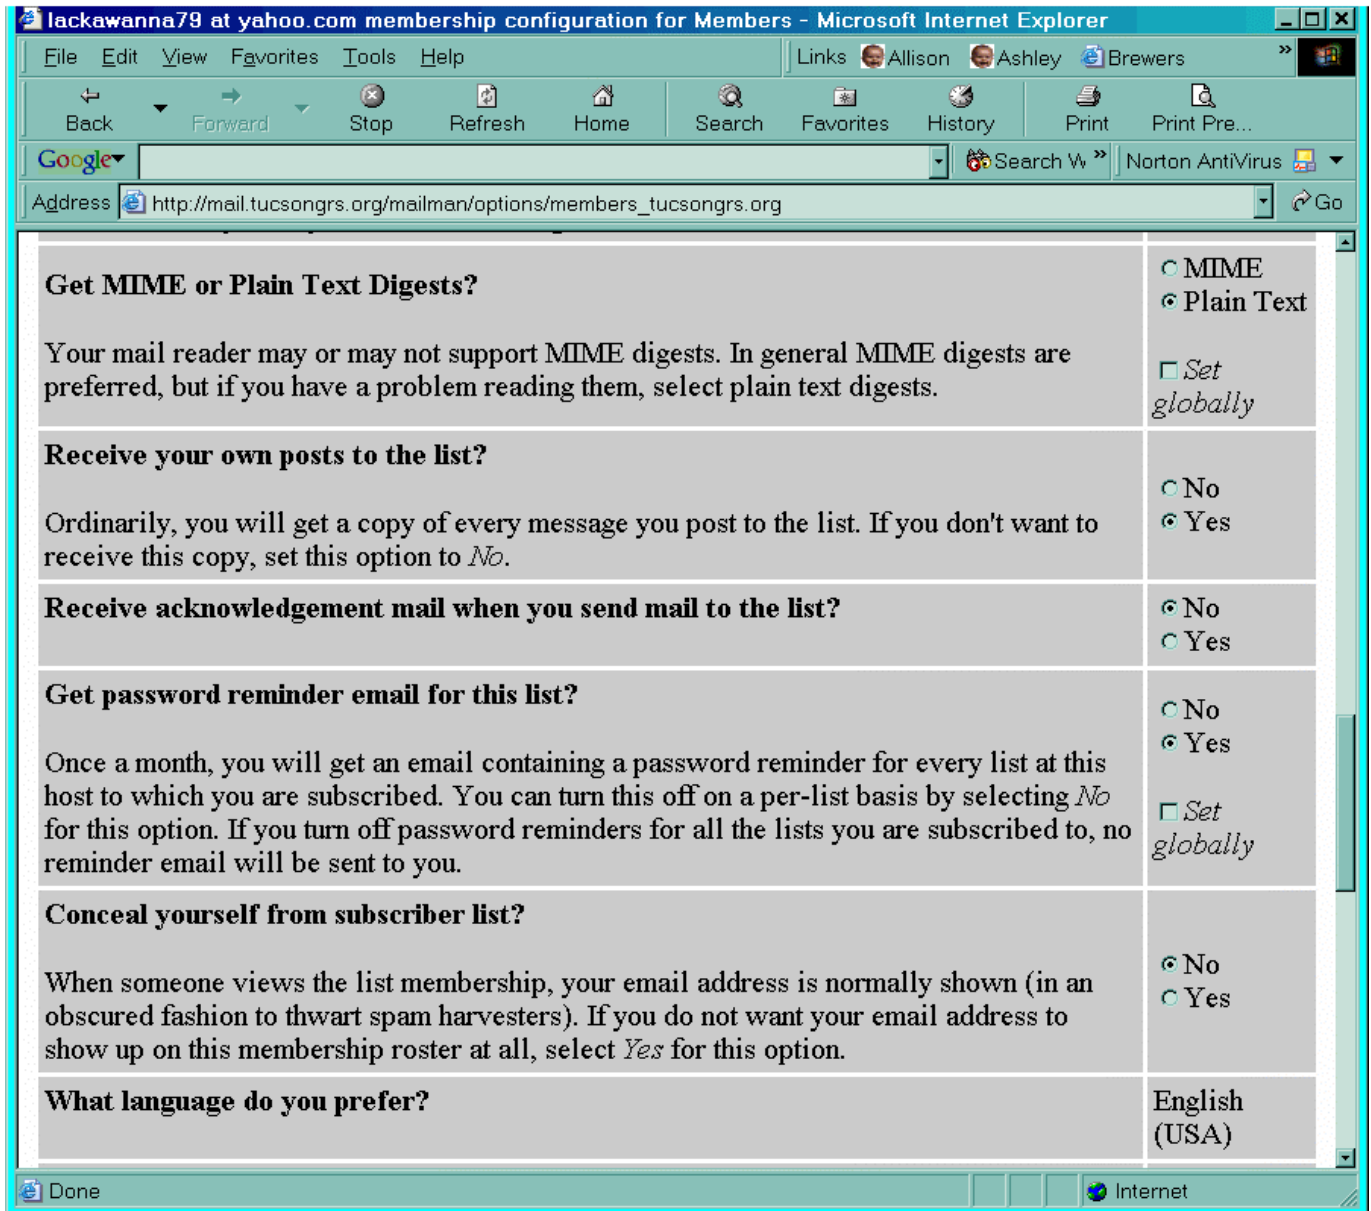 lackawanna79 at yahoo.com membership configuration for Members - Microsoft Internet Explorer
File Edit View Favorites Tools Help Links Allison Ashley Brewers »
Back Forward Stop Refresh Home Search Favorites History Print Print Pre...
Google Search W » Norton AntiVirus
Address http://mail.tucsongrs.org/mailman/options/members_tucsongrs.org Go
Get MIME or Plain Text Digests?
Your mail reader may or may not support MIME digests. In general MIME digests are
preferred, but if you have a problem reading them, select plain text digests.
MIME
Plain Text
Set
globally
Receive your own posts to the list?
Ordinarily, you will get a copy of every message you post to the list. If you don't want to
receive this copy, set this option to No.
No
Yes
Receive acknowledgement mail when you send mail to the list?
No
Yes
Get password reminder email for this list?
Once a month, you will get an email containing a password reminder for every list at this
host to which you are subscribed. You can turn this off on a per-list basis by selecting No
for this option. If you turn off password reminders for all the lists you are subscribed to, no
reminder email will be sent to you.
No
Yes
Set
globally
Conceal yourself from subscriber list?
When someone views the list membership, your email address is normally shown (in an
obscured fashion to thwart spam harvesters). If you do not want your email address to
show up on this membership roster at all, select Yes for this option.
No
Yes
What language do you prefer?
English
(USA)
Done Internet